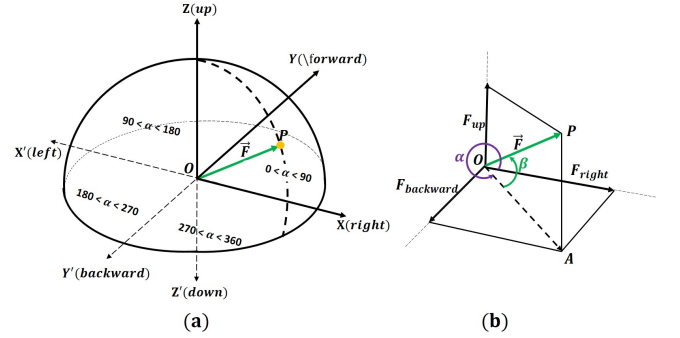 Z(up)
Y(\forward)
90 < α < 180
P
X′(left)
F⃗
O
0 < α < 90
180 < α < 270
X(right)
270 < α < 360
Y′(backward)
Z′(down)
(a)
F_up
P
F⃗
α
O
β
F_right
F_backward
A
(b)